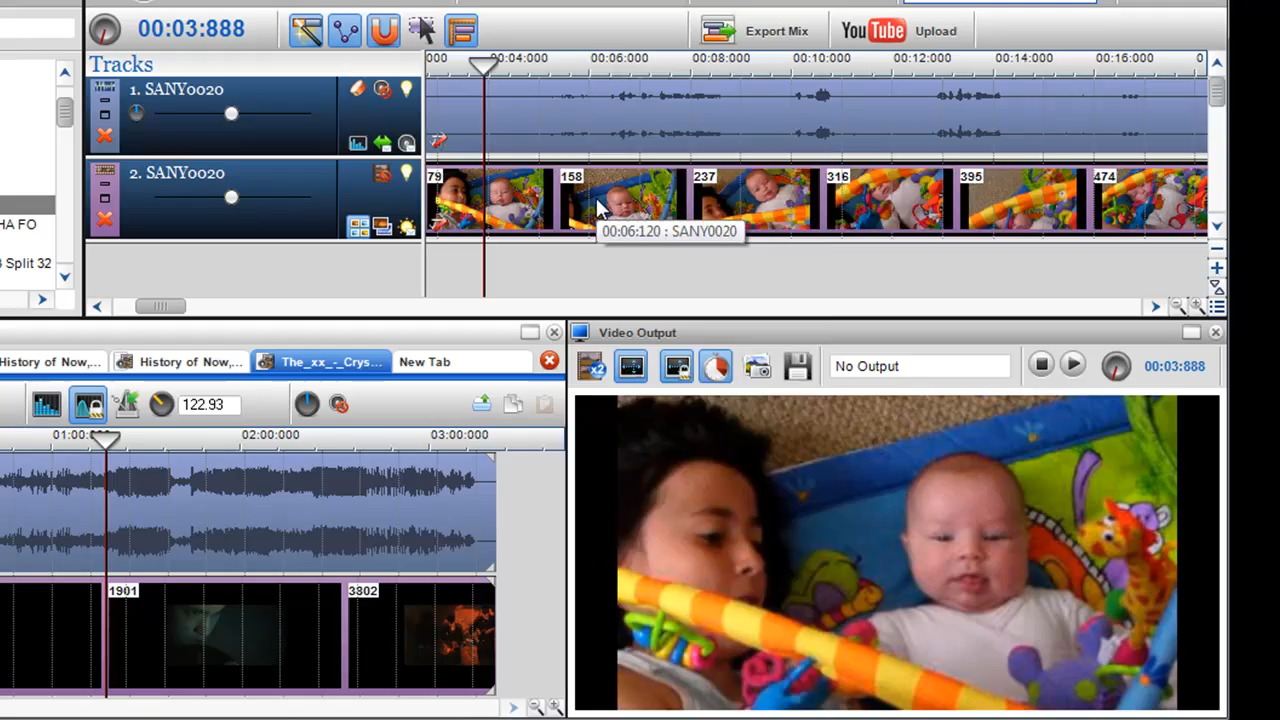 00:03:888
Export Mix
YouTube Upload
Tracks
000
00:04:000
00:06:000
00:08:000
00:10:000
00:12:000
00:14:000
00:16:000
0
1. SANY0020
2. SANY0020
79
158
237
316
395
474
00:06:120 : SANY0020
HA FO
Split 32
Video Output
History of Now,...
History of Now,...
The_xx_-_Crys...
New Tab
x2
No Output
00:03:888
122.93
01:00:
02:00:000
03:00:000
1901
3802